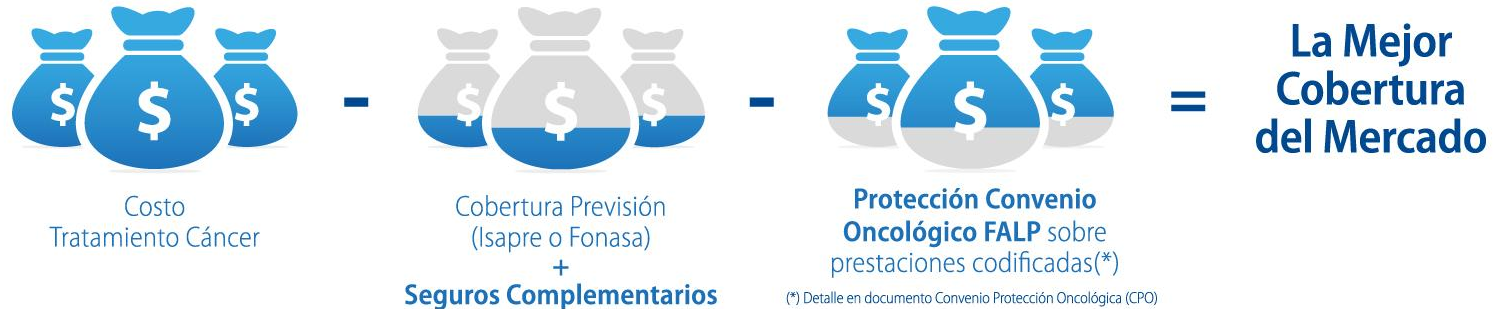 $ $ $
Costo
Tratamiento Cáncer
-
$ $ $
Cobertura Previsión
(Isapre o Fonasa)
+
Seguros Complementarios
-
$ $ $
Protección Convenio
Oncológico FALP sobre
prestaciones codificadas(*)
(*) Detalle en documento Convenio Protección Oncológica (CPO)
=
La Mejor
Cobertura
del Mercado